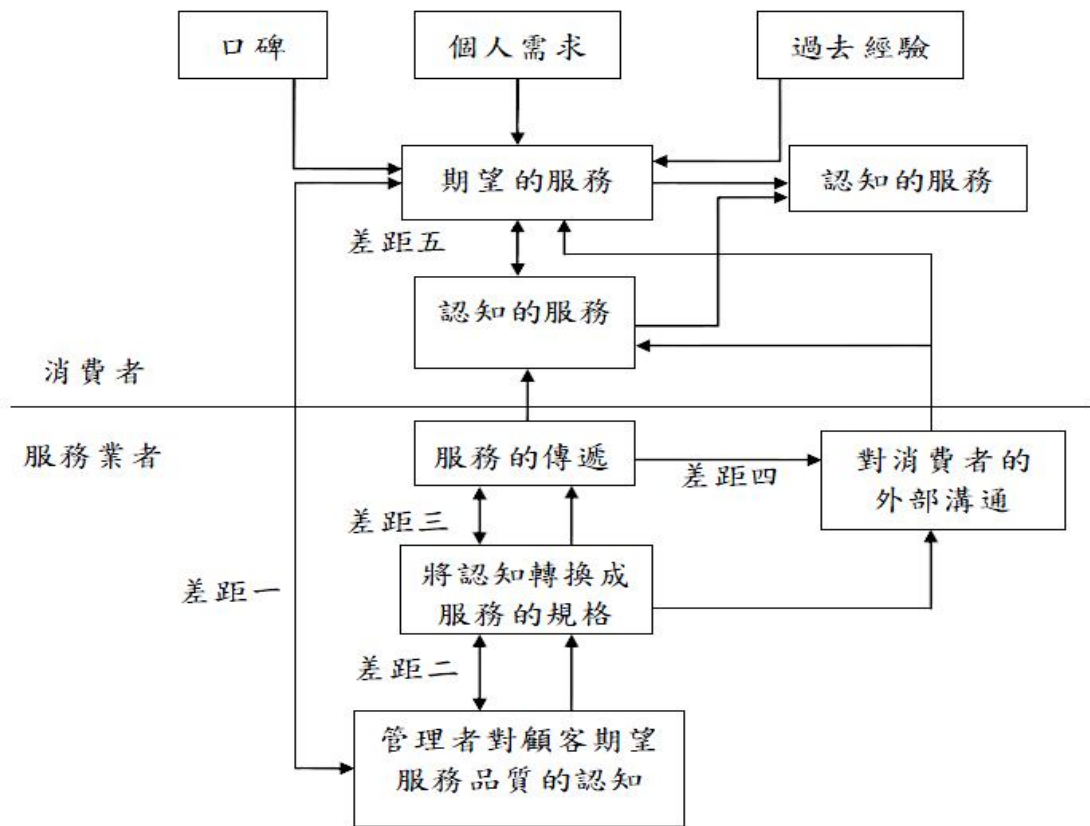 口碑
個人需求
過去經驗
期望的服務
認知的服務
差距五
認知的服務
消費者
服務業者
服務的傳遞
差距四
對消費者的
外部溝通
差距三
差距一
將認知轉換成
服務的規格
差距二
管理者對顧客期望
服務品質的認知